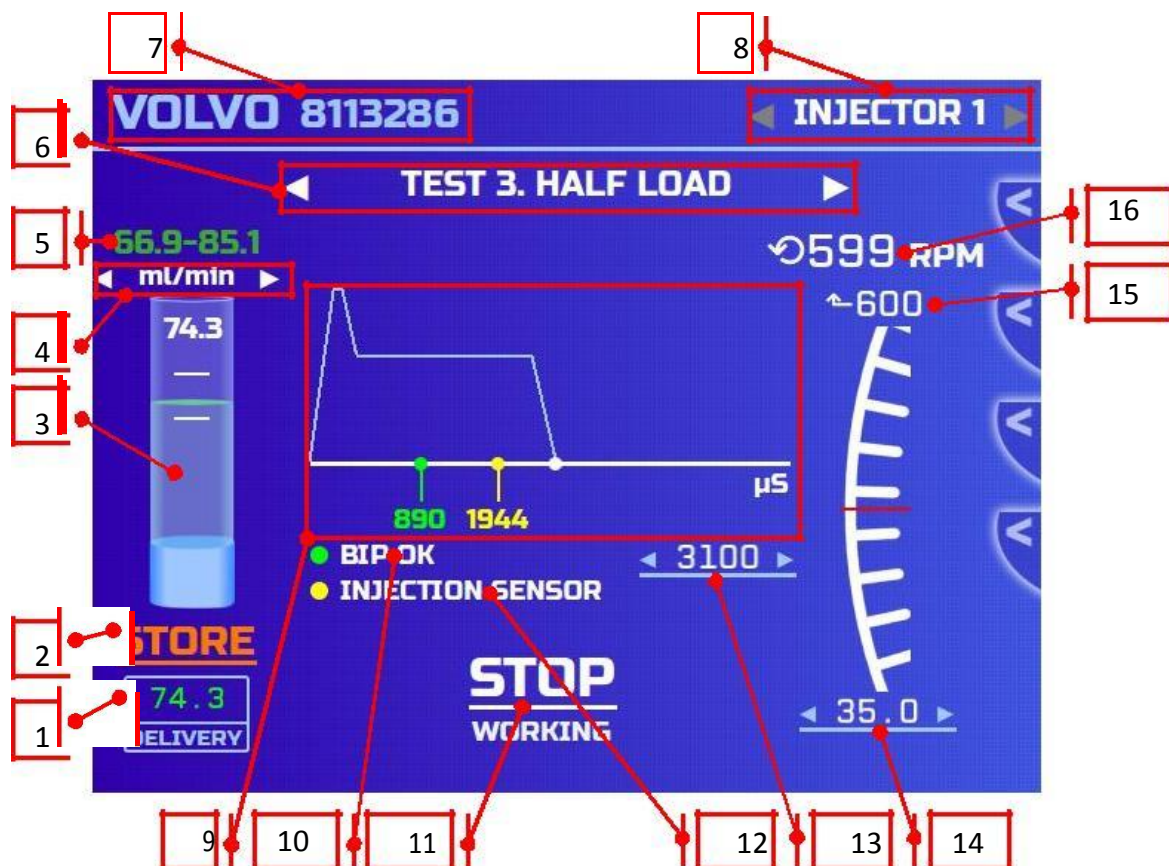 7
8
VOLVO 8113286
INJECTOR 1
6
TEST 3. HALF LOAD
16
5
66.9-85.1
599 RPM
ml/min
600
15
4
74.3
3
µS
890 1944
BIP OK
3100
INJECTION SENSOR
2
STORE
STOP
1
74.3
35.0
DELIVERY
WORKING
9 10 11 12 13 14